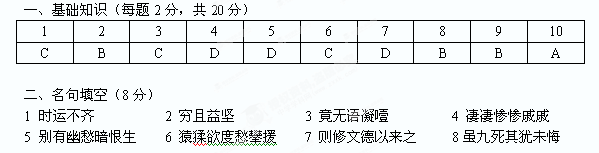 一、基础知识（每题 2 分，共 20 分）
1 2 3 4 5 6 7 8 9 10
C B C D D C D B B A
二、名句填空（8 分）
1 时运不齐 2 穷且益坚 3 竟无语凝噎 4 凄凄惨惨戚戚
5 别有幽愁暗恨生 6 猿猱欲度愁攀援 7 则修文德以来之 8 虽九死其犹未悔